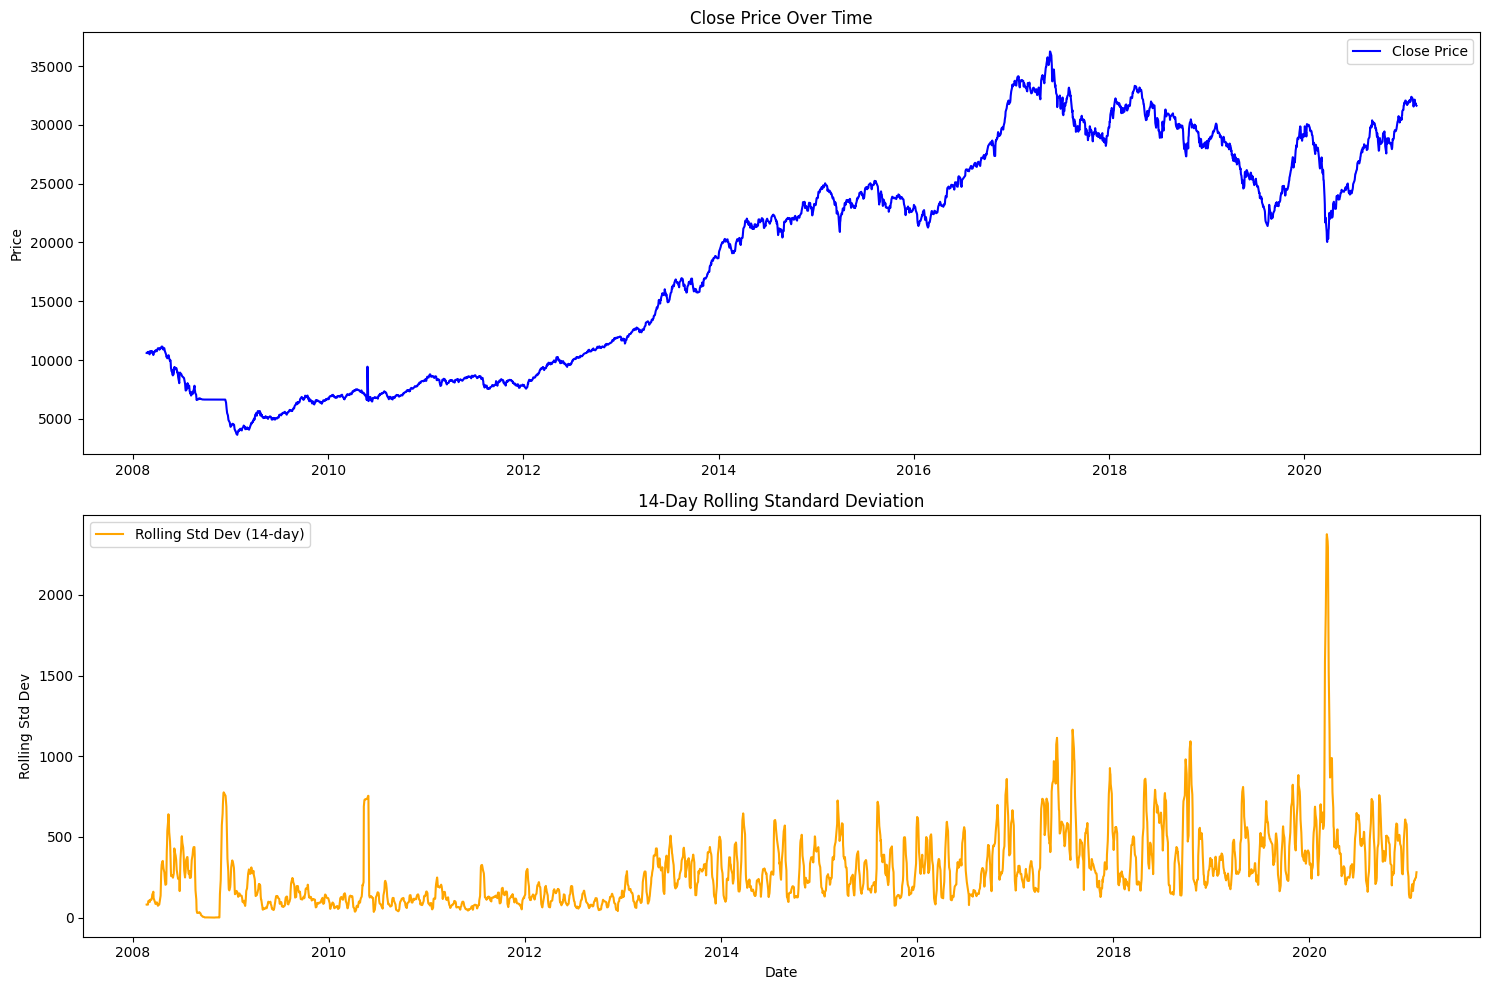 Close Price Over Time
Close Price
Price
35000
30000
25000
20000
15000
10000
5000
2008 2010 2012 2014 2016 2018 2020
14-Day Rolling Standard Deviation
Rolling Std Dev (14-day)
Rolling Std Dev
2000
1500
1000
500
0
2008 2010 2012 2014 2016 2018 2020
Date